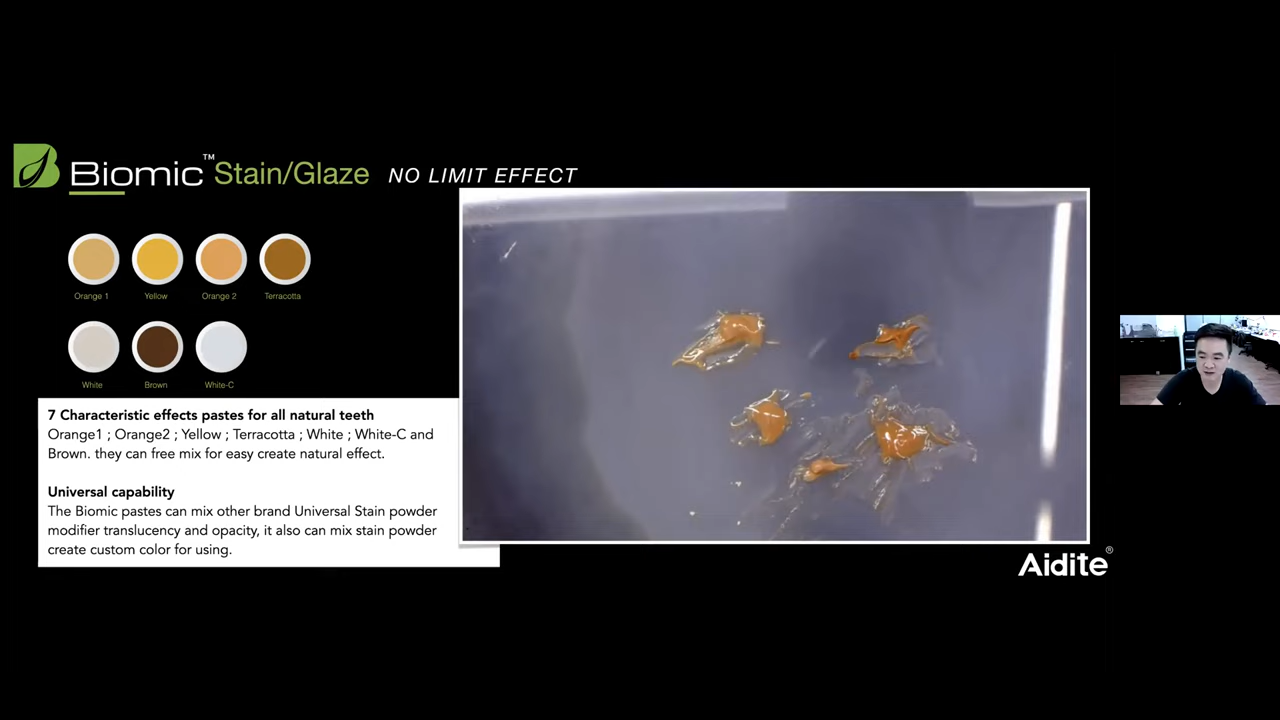 Biomic™ Stain/Glaze NO LIMIT EFFECT
Orange 1 Yellow Orange 2 Terracotta
White Brown White-C
7 Characteristic effects pastes for all natural teeth
Orange1 ; Orange2 ; Yellow ; Terracotta ; White ; White-C and
Brown. they can free mix for easy create natural effect.
Universal capability
The Biomic pastes can mix other brand Universal Stain powder
modifier translucency and opacity, it also can mix stain powder
create custom color for using.
Aidite®